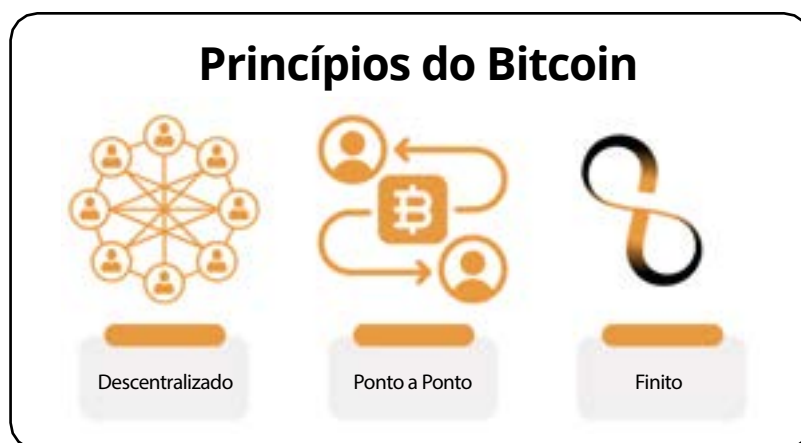 Princípios do Bitcoin
Descentralizado
Ponto a Ponto
Finito